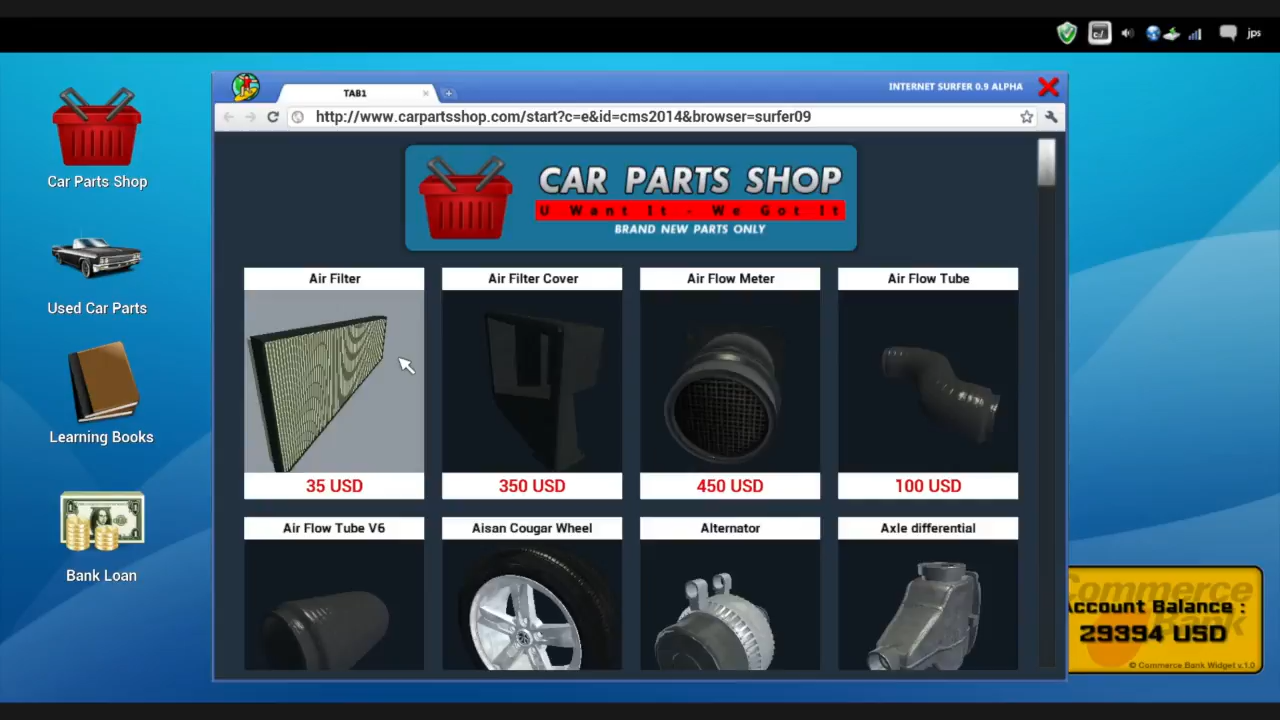 jps
TAB1
INTERNET SURFER 0.9 ALPHA
http://www.carpartsshop.com/start?c=e&id=cms2014&browser=surfer09
CAR PARTS SHOP
U Want It - We Got It
BRAND NEW PARTS ONLY
Car Parts Shop
Used Car Parts
Learning Books
Bank Loan
Air Filter
Air Filter Cover
Air Flow Meter
Air Flow Tube
35 USD
350 USD
450 USD
100 USD
Air Flow Tube V6
Aisan Cougar Wheel
Alternator
Axle differential
Commerce
Bank
Account Balance :
29394 USD
© Commerce Bank Widget v.1.0